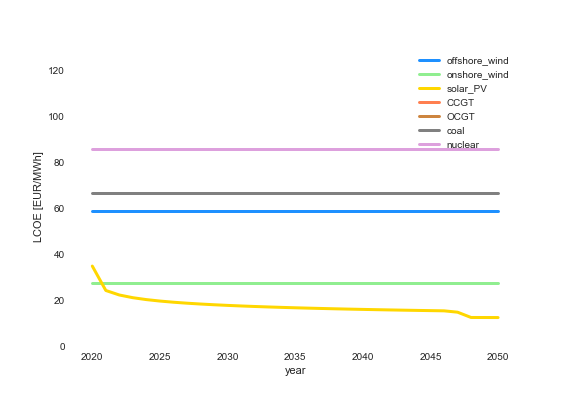 120
100
80
60
40
20
0
LCOE [EUR/MWh]
offshore_wind
onshore_wind
solar_PV
CCGT
OCGT
coal
nuclear
2020 2025 2030 2035 2040 2045 2050
year